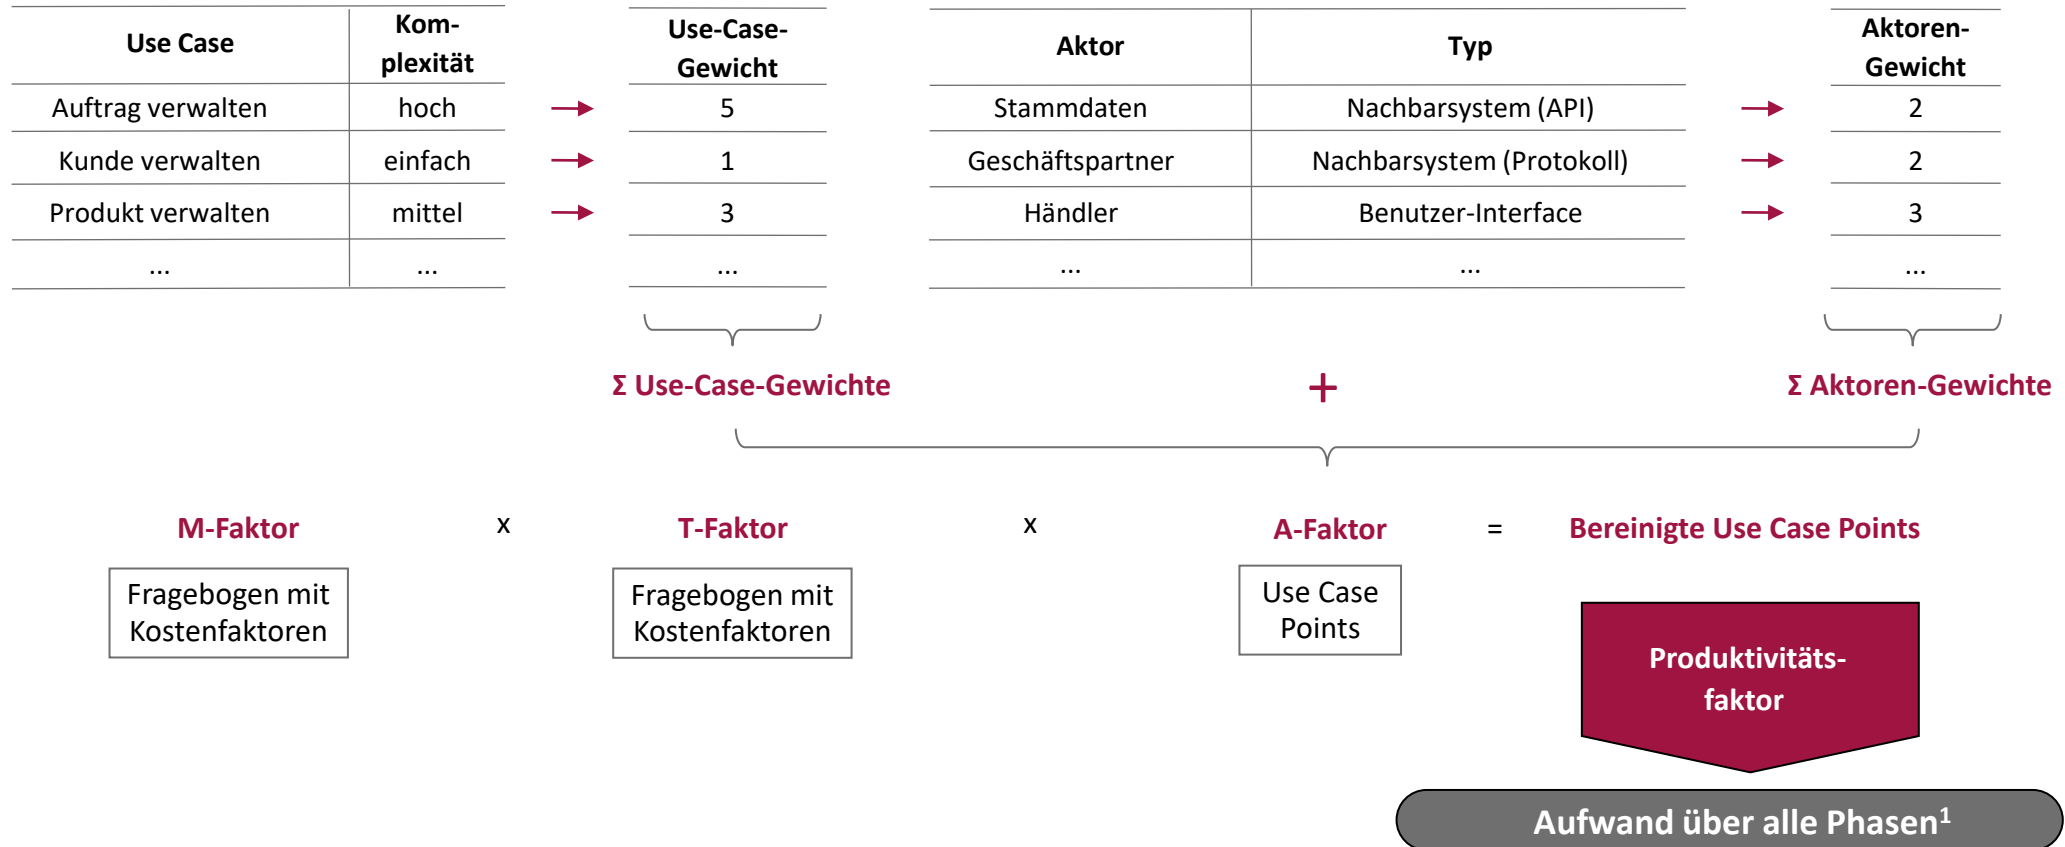 Use Case
Kom-
plexität
Use-Case-
Gewicht
Aktor
Typ
Aktoren-
Gewicht
Auftrag verwalten hoch → 5 Stammdaten Nachbarsystem (API) → 2
Kunde verwalten einfach → 1 Geschäftspartner Nachbarsystem (Protokoll) → 2
Produkt verwalten mittel → 3 Händler Benutzer-Interface → 3
... ... ... ... ... ...
Σ Use-Case-Gewichte + Σ Aktoren-Gewichte
M-Faktor x T-Faktor x A-Faktor = Bereinigte Use Case Points
Fragebogen mit
Kostenfaktoren
Fragebogen mit
Kostenfaktoren
Use Case
Points
Produktivitäts-
faktor
Aufwand über alle Phasen¹